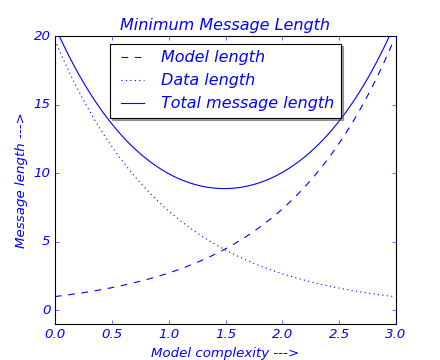 Minimum Message Length
Model length
Data length
Total message length
Message length --->
20
15
10
5
0
0.0 0.5 1.0 1.5 2.0 2.5 3.0
Model complexity --->